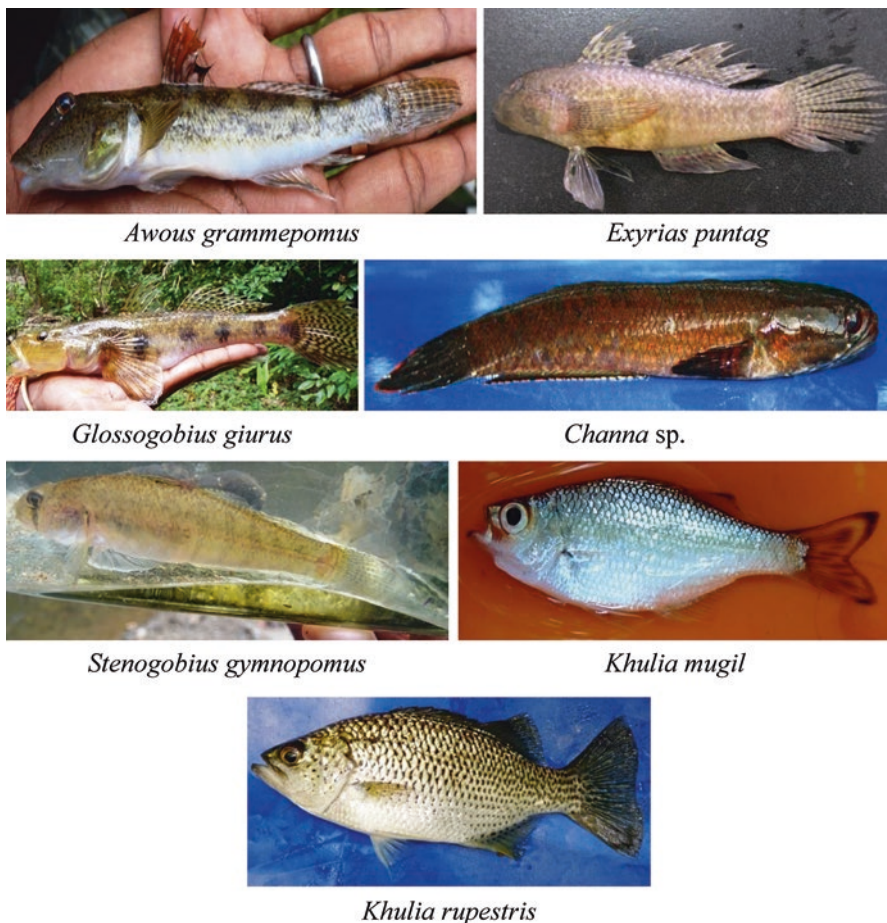 Awous grammepomus
Exyrias puntag
Glossogobius giurus
Channa sp.
Stenogobius gymnopomus
Khulia mugil
Khulia rupestris